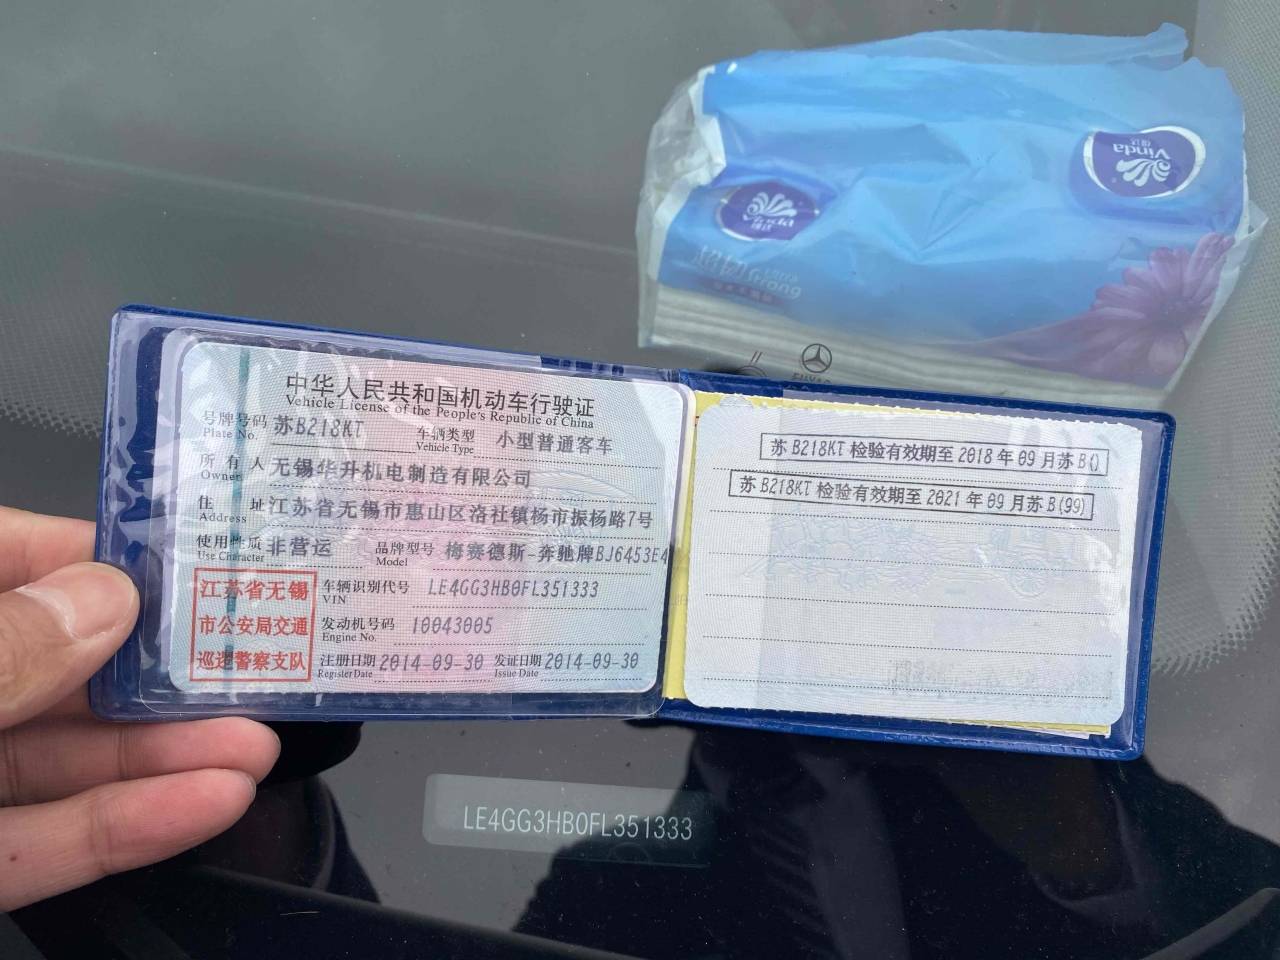 Vinda
维达
Vinda
维达
超韧 Ultra
Strong
中华人民共和国机动车行驶证
Vehicle License of the People's Republic of China
号牌号码 苏B218KT 车辆类型 小型普通客车
Plate No. Vehicle Type
所有人 无锡华升机电制造有限公司
Owner
住址 江苏省无锡市惠山区洛社镇杨市振杨路7号
Address
使用性质 非营运 品牌型号 梅赛德斯-奔驰牌BJ6453E4
Use Character Model
江苏省无锡
市公安局交通
巡逻警察支队
车辆识别代号 LE4GG3HB0FL351333
VIN
发动机号码 10043005
Engine No.
注册日期 2014-09-30 发证日期 2014-09-30
Register Date Issue Date
苏B218KT 检验有效期至 2018 年 09 月苏 B()
苏B218KT 检验有效期至 2021 年 09 月苏 B(99)
LE4GG3HB0FL351333